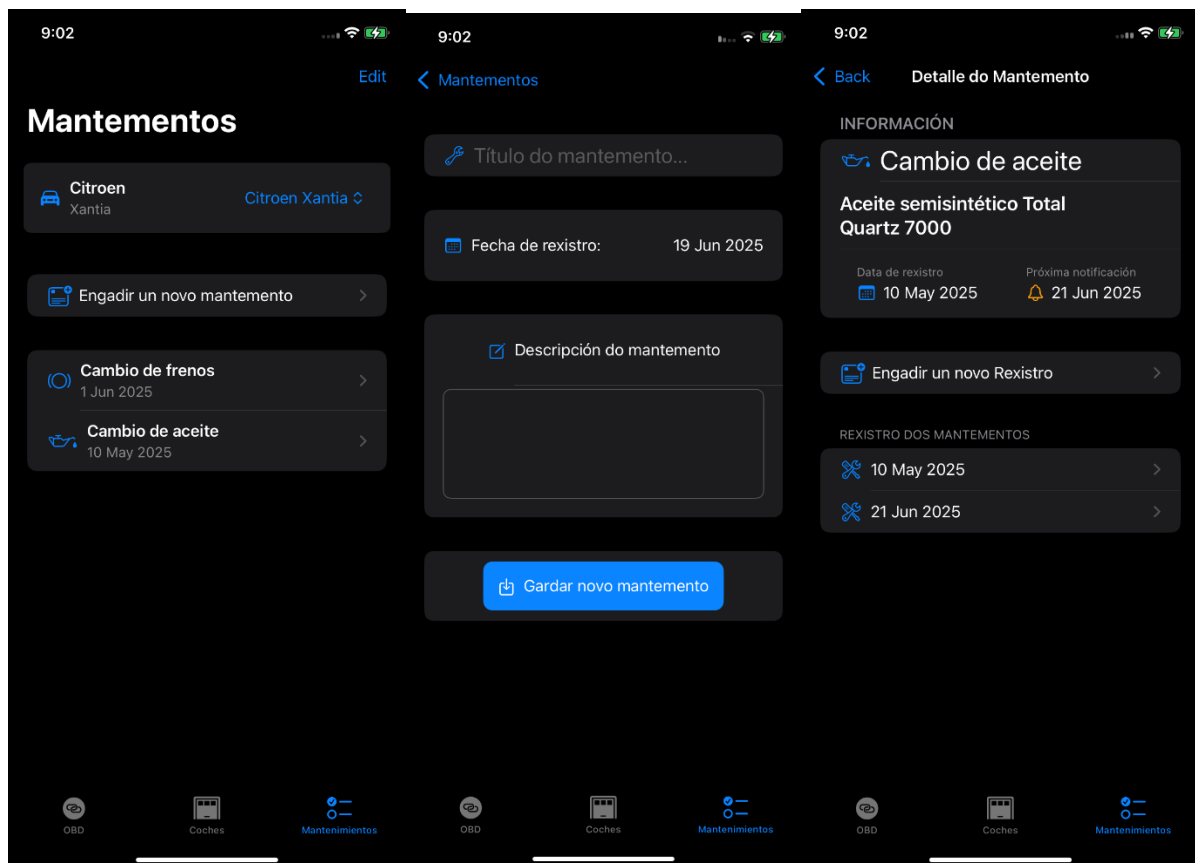 9:02
Edit
Mantementos
Citroen
Xantia
Citroen Xantia
Engadir un novo mantemento
Cambio de frenos
1 Jun 2025
Cambio de aceite
10 May 2025
OBD
Coches
Mantenimientos
9:02
Mantementos
Título do mantemento...
Fecha de rexistro:
19 Jun 2025
Descripción do mantemento
Gardar novo mantemento
OBD
Coches
Mantenimientos
9:02
Back
Detalle do Mantemento
INFORMACIÓN
Cambio de aceite
Aceite semisintético Total
Quartz 7000
Data de rexistro
Próxima notificación
10 May 2025
21 Jun 2025
Engadir un novo Rexistro
REXISTRO DOS MANTEMENTOS
10 May 2025
21 Jun 2025
OBD
Coches
Mantenimientos